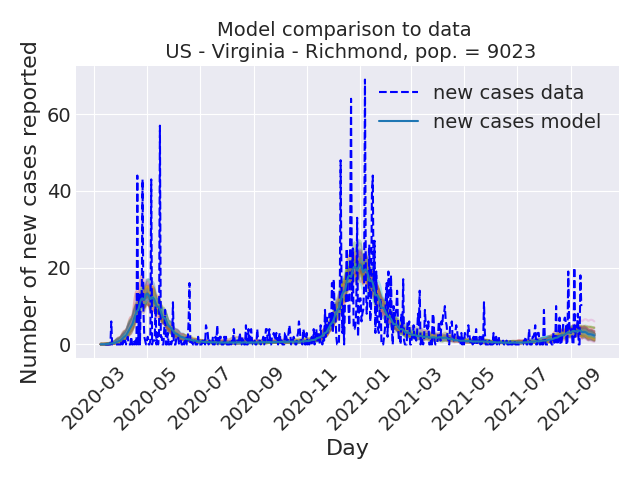 Model comparison to data
US - Virginia - Richmond, pop. = 9023
Number of new cases reported
60
40
20
0
new cases data
new cases model
2020-03
2020-05
2020-07
2020-09
2020-11
2021-01
2021-03
2021-05
2021-07
2021-09
Day